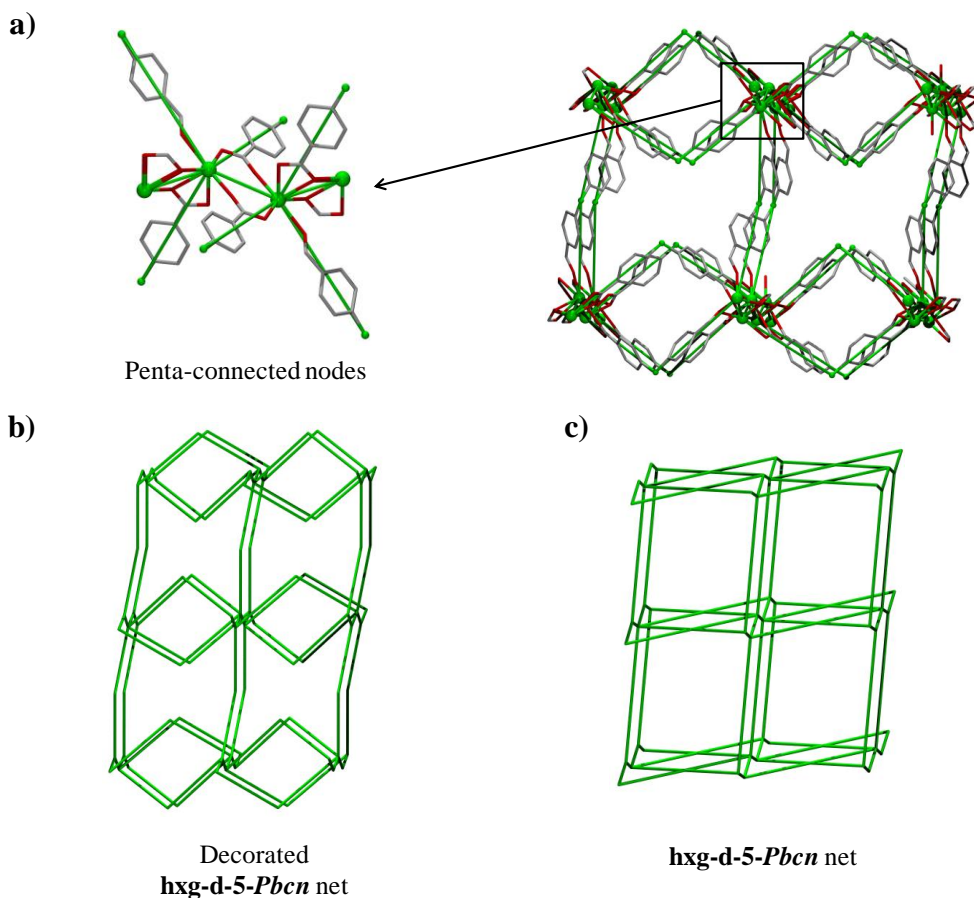 a)
Penta-connected nodes
b)
c)
Decorated
hxg-d-5-Pbcn net
hxg-d-5-Pbcn net